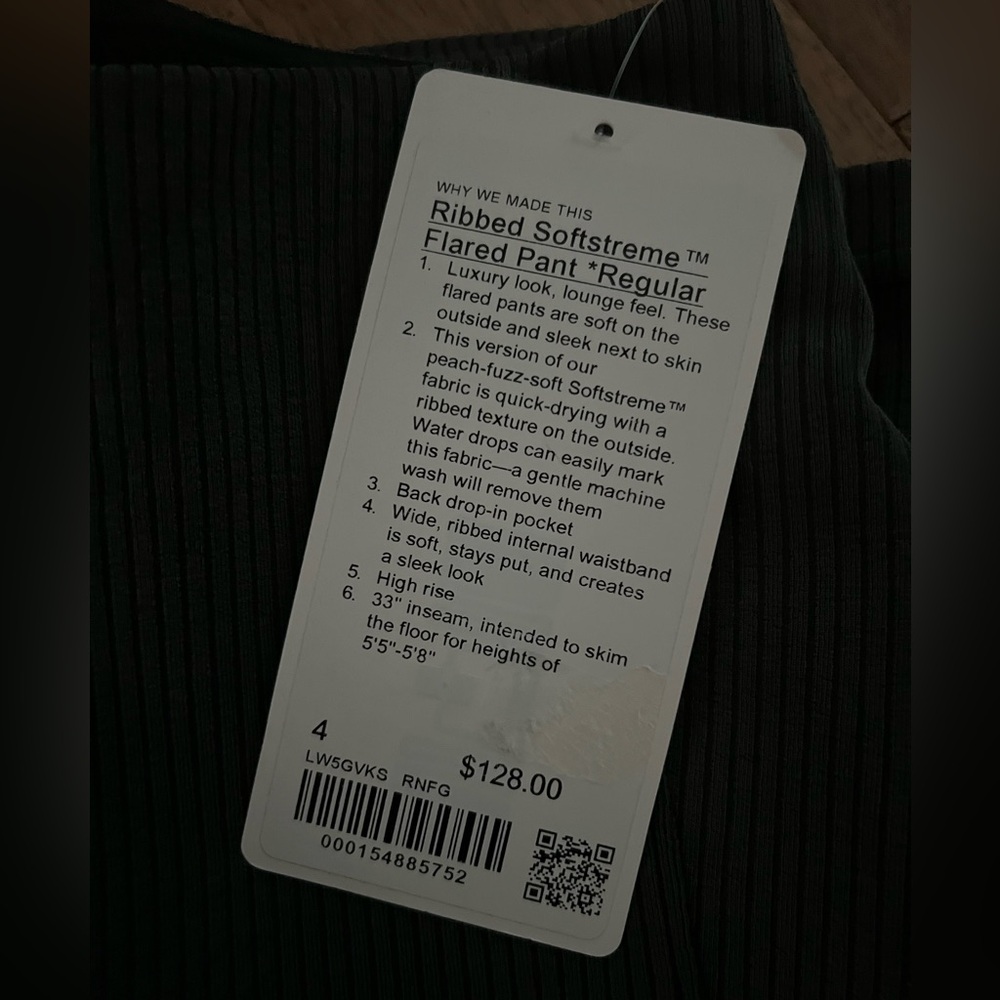 WHY WE MADE THIS
Ribbed Softstreme™
Flared Pant *Regular
1. Luxury look, lounge feel. These
flared pants are soft on the
outside and sleek next to skin
2. This version of our
peach-fuzz-soft Softstreme™
fabric is quick-drying with a
ribbed texture on the outside.
Water drops can easily mark
this fabric—a gentle machine
wash will remove them
3. Back drop-in pocket
4. Wide, ribbed internal waistband
is soft, stays put, and creates
a sleek look
5. High rise
6. 33" inseam, intended to skim
the floor for heights of
5'5"-5'8"
4
LW5GVKS RNFG $128.00
000154885752